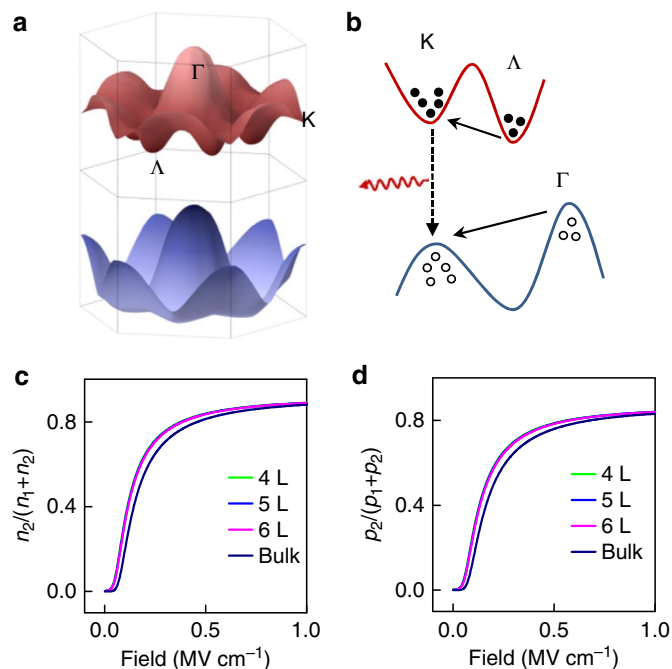 a
Γ
K
Λ
b
K
Λ
Γ
c
n₂/(n₁+n₂)
0.8
0.4
0.0
4 L
5 L
6 L
Bulk
0.0 0.5 1.0
Field (MV cm⁻¹)
d
p₂/(p₁+p₂)
0.8
0.4
0.0
4 L
5 L
6 L
Bulk
0.0 0.5 1.0
Field (MV cm⁻¹)